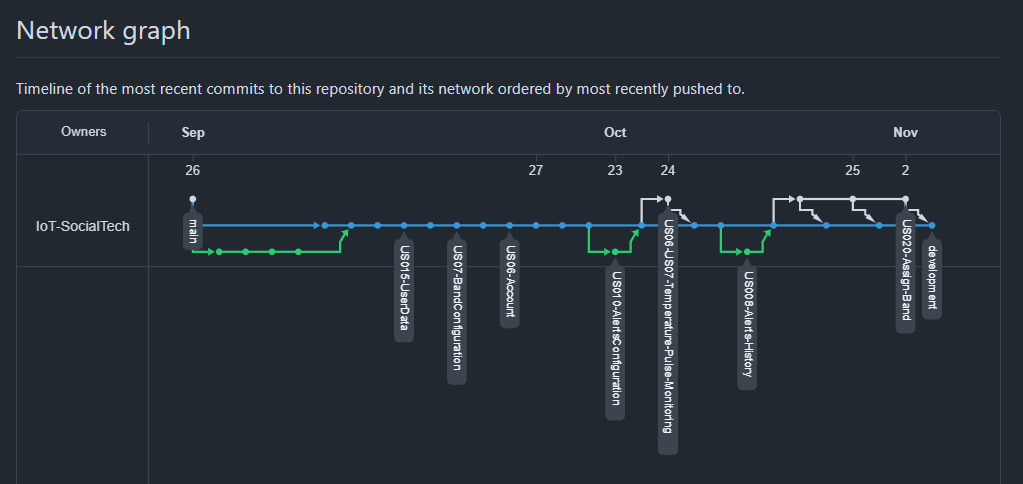 Network graph
Timeline of the most recent commits to this repository and its network ordered by most recently pushed to.
Owners
Sep
Oct
Nov
26
27
23
24
25
2
IoT-SocialTech
main
US015-UserData
US07-BandConfiguration
US06-Account
US010-AlertsConfiguration
US06-US07-Temperature-Pulse-Monitoring
US008-Alerts-History
US020-Assign-Band
development